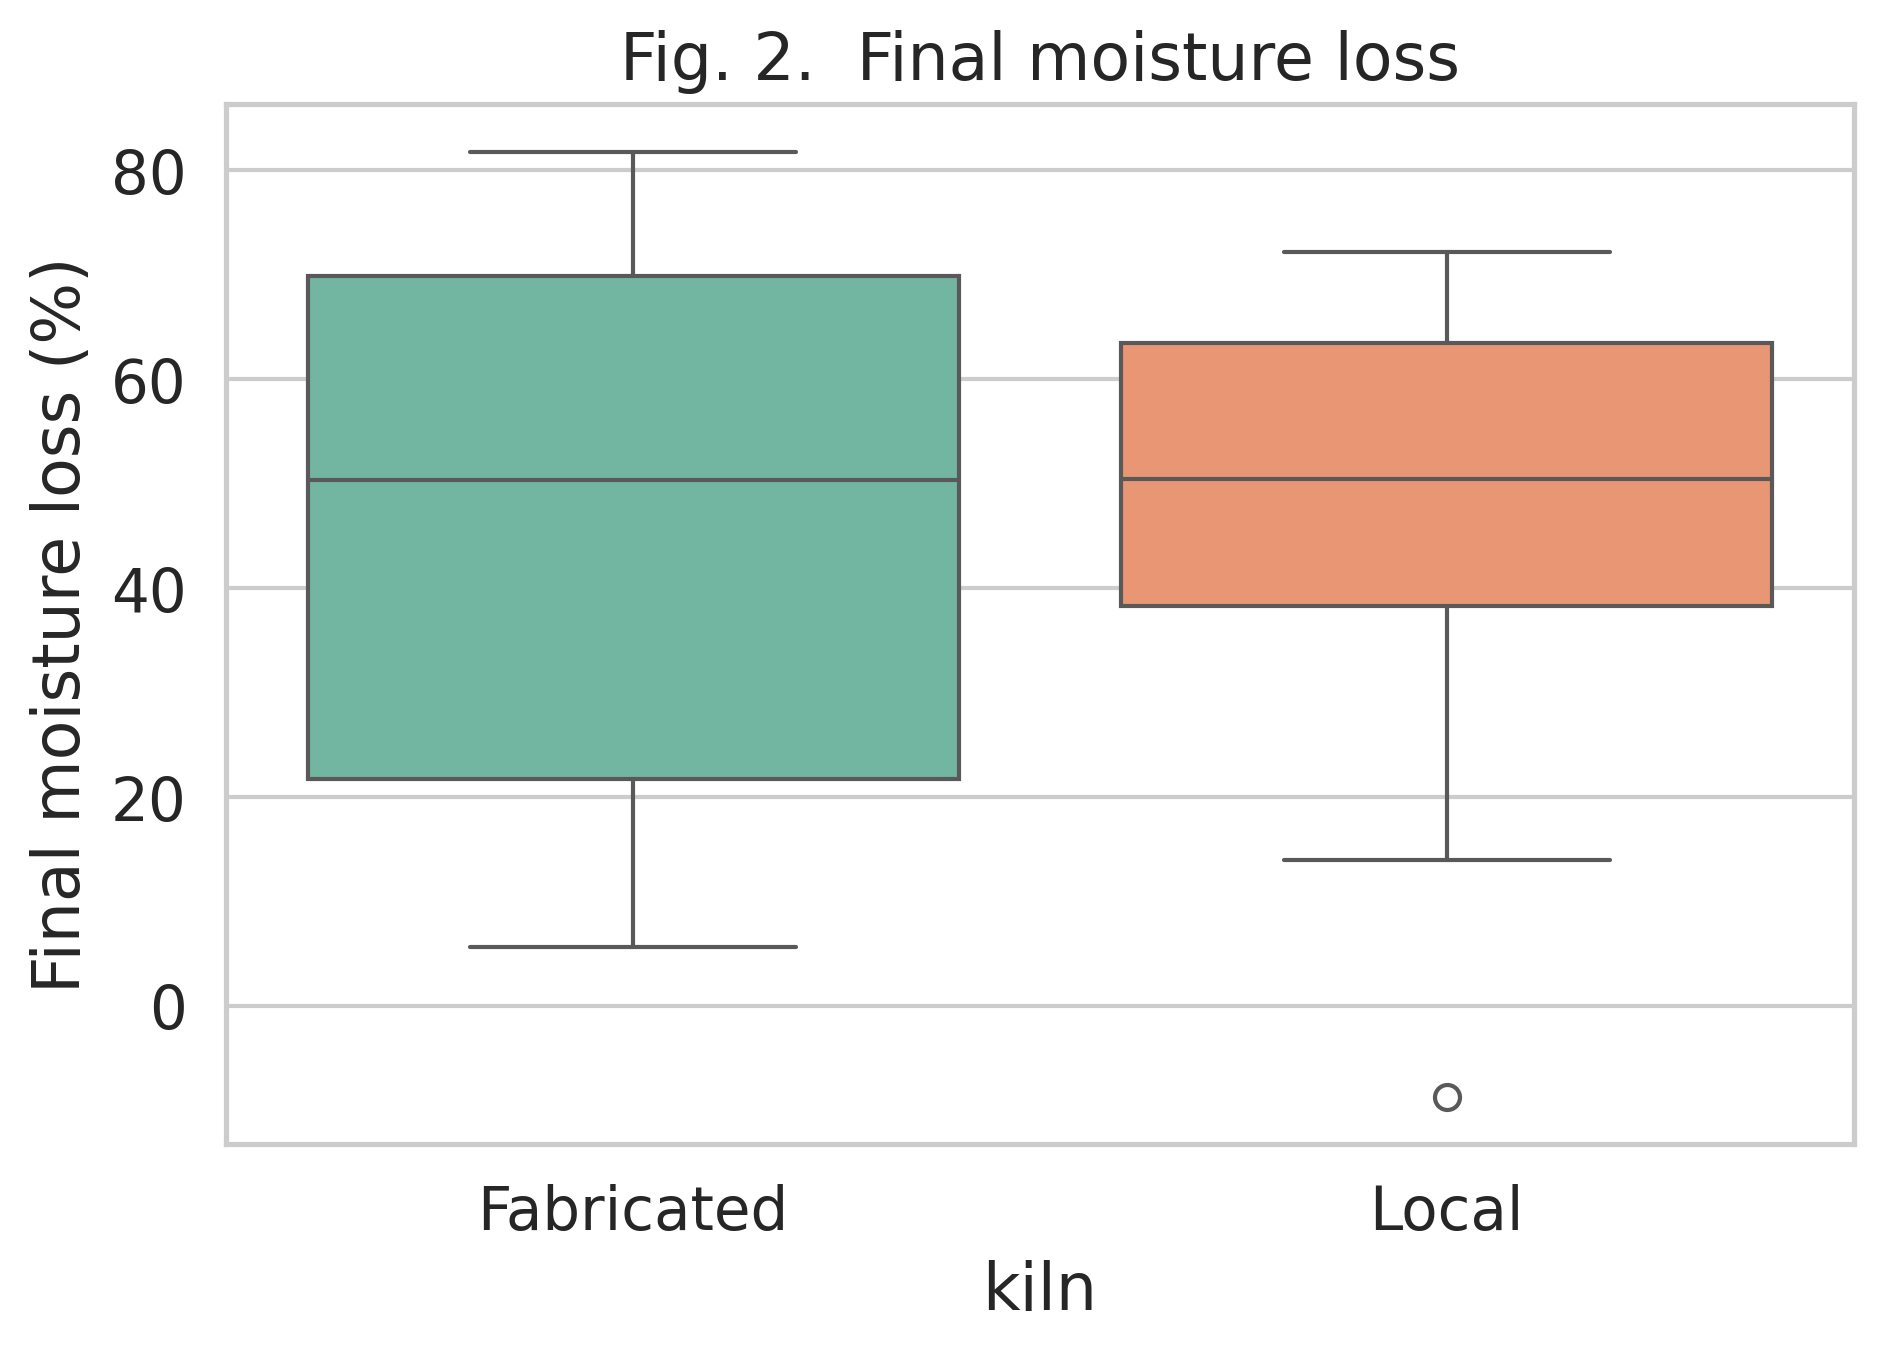 Fig. 2.  Final moisture loss
Final moisture loss (%)
80
60
40
20
0
Fabricated
Local
kiln